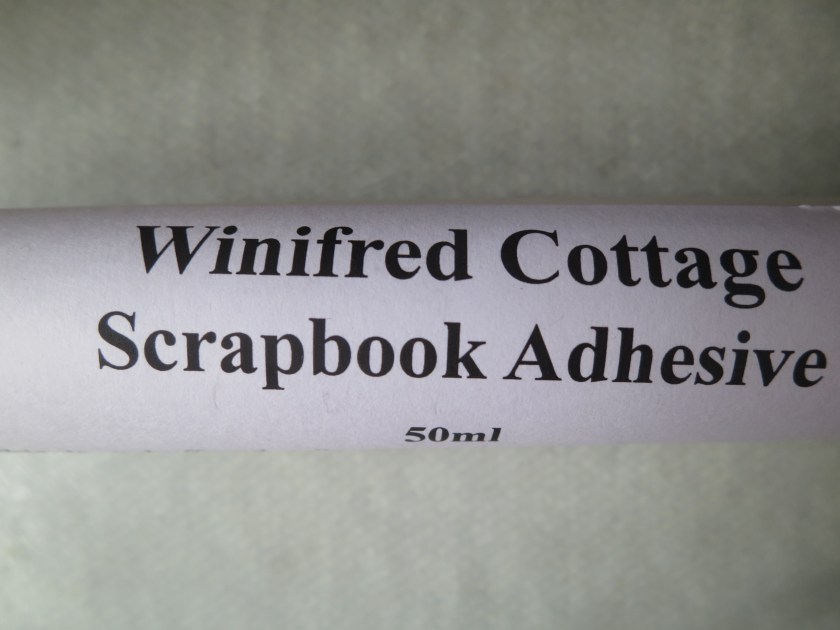 Winifred Cottage
Scrapbook Adhesive
50ml